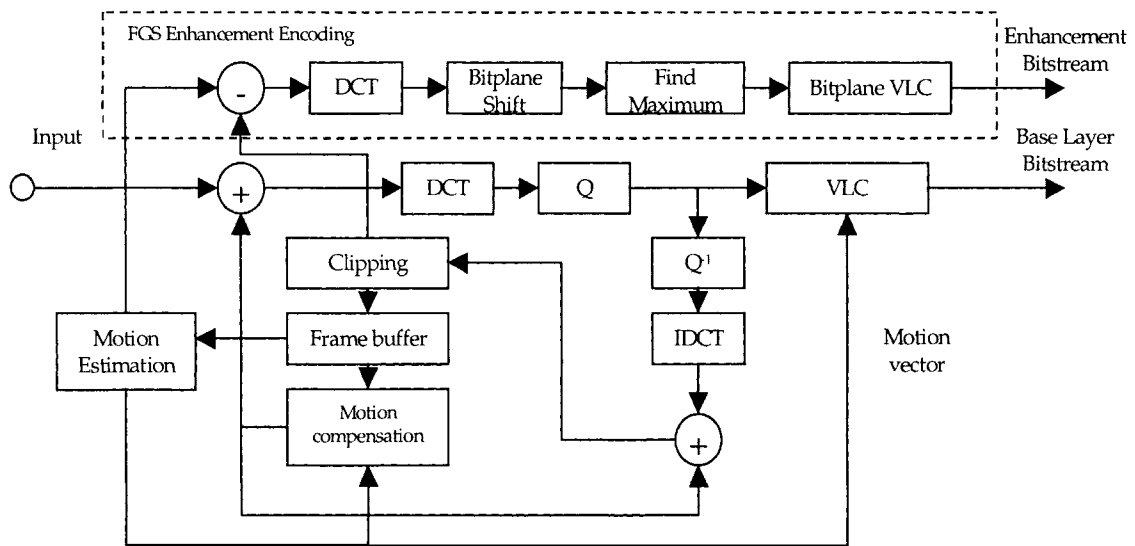 FGS Enhancement Encoding
Enhancement
Bitstream
-
DCT
Bitplane
Shift
Find
Maximum
Bitplane VLC
Input
Base Layer
Bitstream
+
DCT
Q
VLC
Clipping
Q⁻¹
Motion
Estimation
Frame buffer
IDCT
Motion
vector
Motion
compensation
+